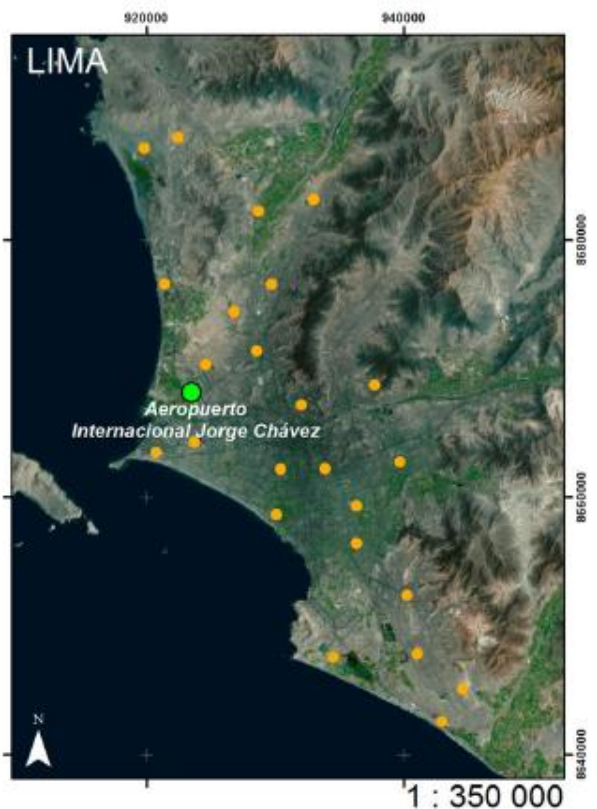 920000 940000
LIMA
8680000
Aeropuerto
Internacional Jorge Chávez
8660000
N
8640000
1 : 350 000